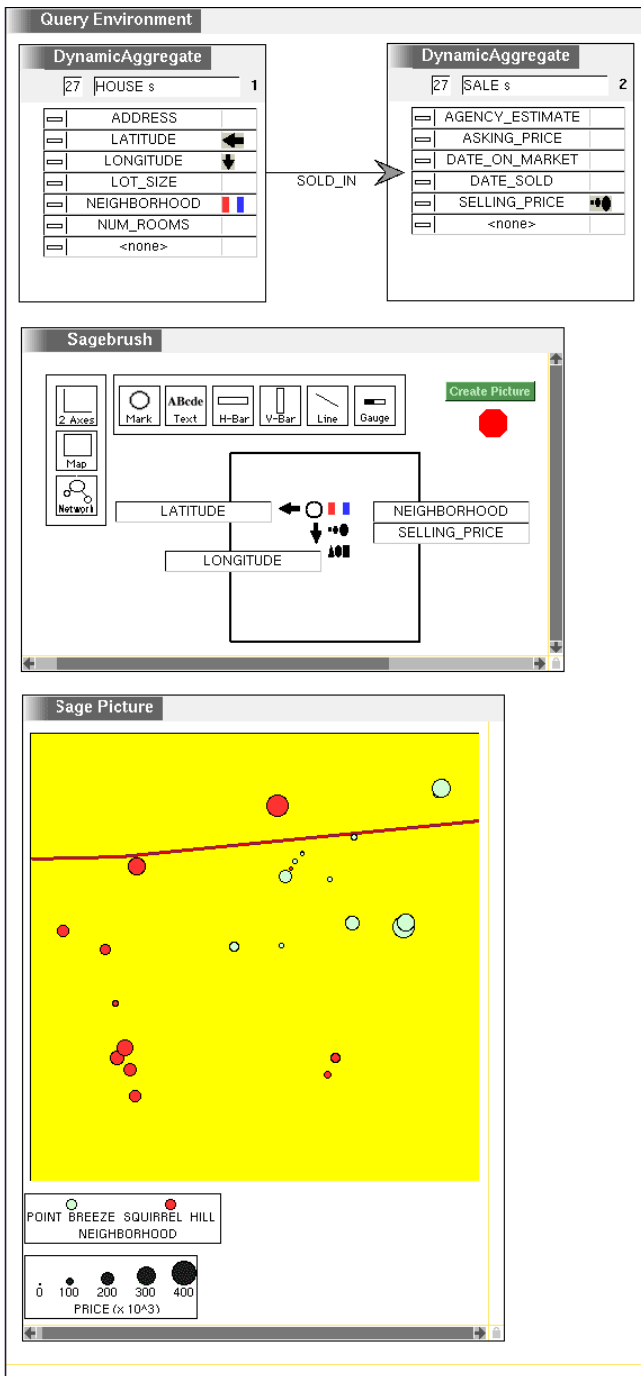 Query Environment
DynamicAggregate
27 HOUSE s 1
ADDRESS
LATITUDE
LONGITUDE
LOT_SIZE
NEIGHBORHOOD
NUM_ROOMS
<none>
SOLD_IN
DynamicAggregate
27 SALE s 2
AGENCY_ESTIMATE
ASKING_PRICE
DATE_ON_MARKET
DATE_SOLD
SELLING_PRICE
<none>
Sagebrush
2 Axes
Map
Network
Mark
ABcde
Text
H-Bar
V-Bar
Line
Gauge
Create Picture
LATITUDE
LONGITUDE
NEIGHBORHOOD
SELLING_PRICE
Sage Picture
POINT BREEZE SQUIRREL HILL
NEIGHBORHOOD
0 100 200 300 400
PRICE (x 10^3)